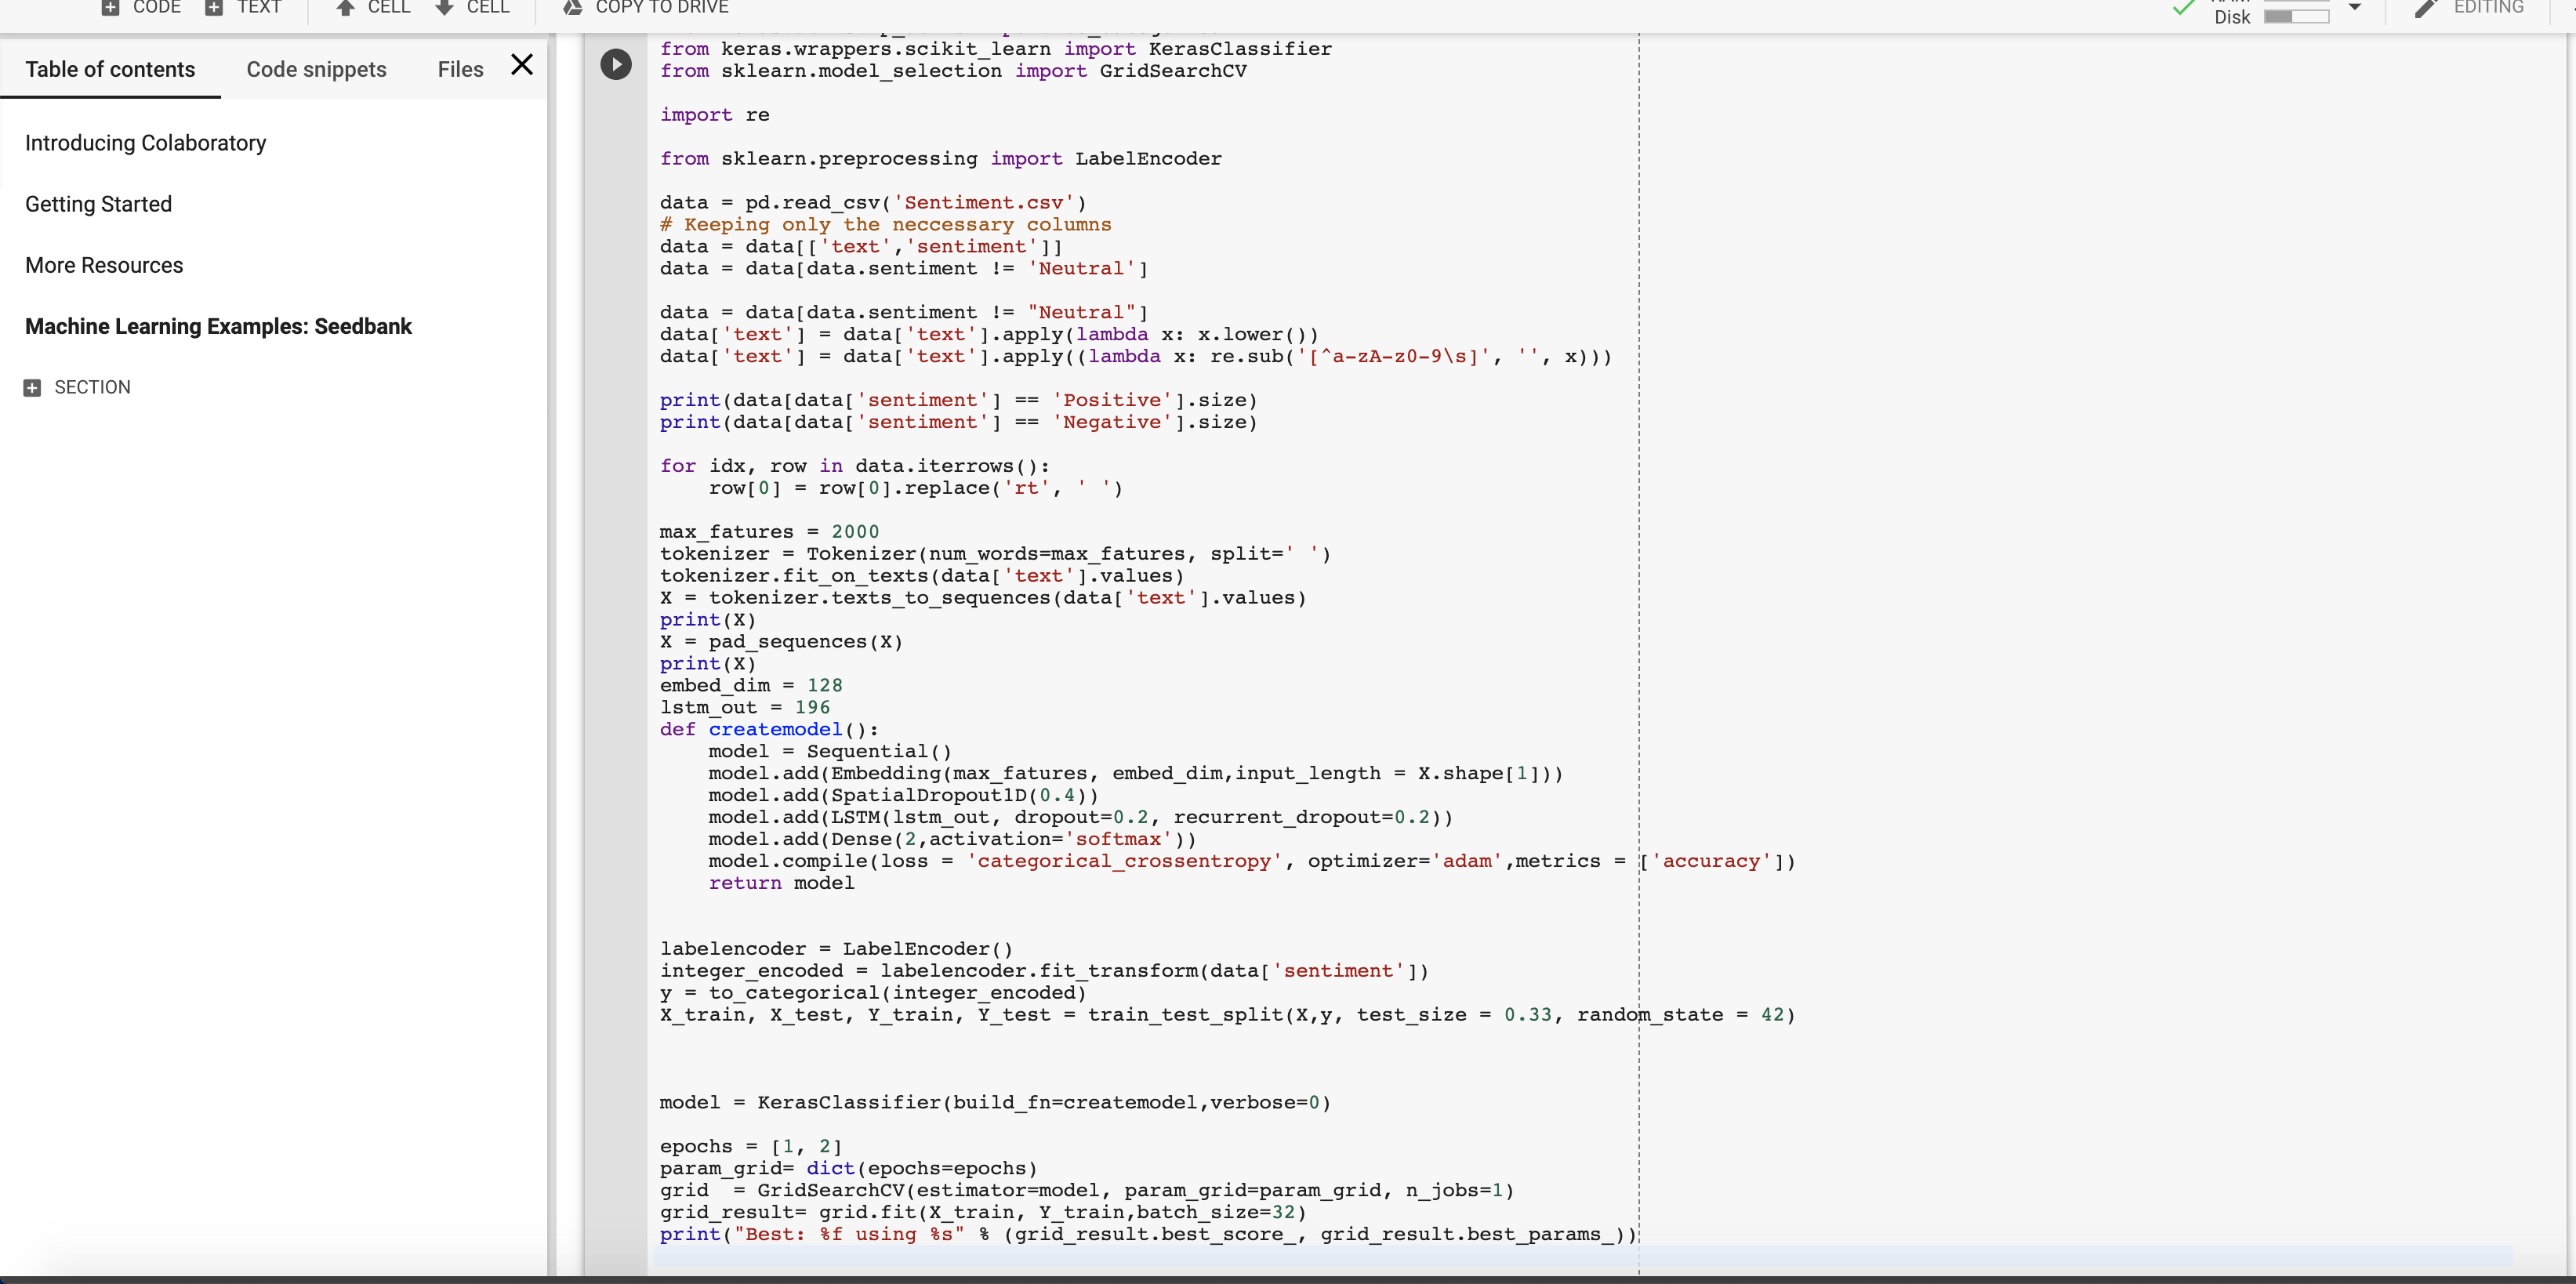 CODE TEXT CELL CELL COPY TO DRIVE
Disk
EDITING
Table of contents Code snippets Files
Introducing Colaboratory
Getting Started
More Resources
Machine Learning Examples: Seedbank
SECTION
from keras.wrappers.scikit_learn import KerasClassifier
from sklearn.model_selection import GridSearchCV
import re
from sklearn.preprocessing import LabelEncoder
data = pd.read_csv('Sentiment.csv')
# Keeping only the neccessary columns
data = data[['text','sentiment']]
data = data[data.sentiment != 'Neutral']
data = data[data.sentiment != "Neutral"]
data['text'] = data['text'].apply(lambda x: x.lower())
data['text'] = data['text'].apply((lambda x: re.sub('[^a-zA-z0-9\s]', '', x)))
print(data[data['sentiment'] == 'Positive'].size)
print(data[data['sentiment'] == 'Negative'].size)
for idx, row in data.iterrows():
    row[0] = row[0].replace('rt', ' ')
max_fatures = 2000
tokenizer = Tokenizer(num_words=max_fatures, split=' ')
tokenizer.fit_on_texts(data['text'].values)
X = tokenizer.texts_to_sequences(data['text'].values)
print(X)
X = pad_sequences(X)
print(X)
embed_dim = 128
lstm_out = 196
def createmodel():
    model = Sequential()
    model.add(Embedding(max_fatures, embed_dim,input_length = X.shape[1]))
    model.add(SpatialDropout1D(0.4))
    model.add(LSTM(lstm_out, dropout=0.2, recurrent_dropout=0.2))
    model.add(Dense(2,activation='softmax'))
    model.compile(loss = 'categorical_crossentropy', optimizer='adam',metrics = ['accuracy'])
    return model
labelencoder = LabelEncoder()
integer_encoded = labelencoder.fit_transform(data['sentiment'])
y = to_categorical(integer_encoded)
X_train, X_test, Y_train, Y_test = train_test_split(X,y, test_size = 0.33, random_state = 42)
model = KerasClassifier(build_fn=createmodel,verbose=0)
epochs = [1, 2]
param_grid= dict(epochs=epochs)
grid  = GridSearchCV(estimator=model, param_grid=param_grid, n_jobs=1)
grid_result= grid.fit(X_train, Y_train,batch_size=32)
print("Best: %f using %s" % (grid_result.best_score_, grid_result.best_params_))